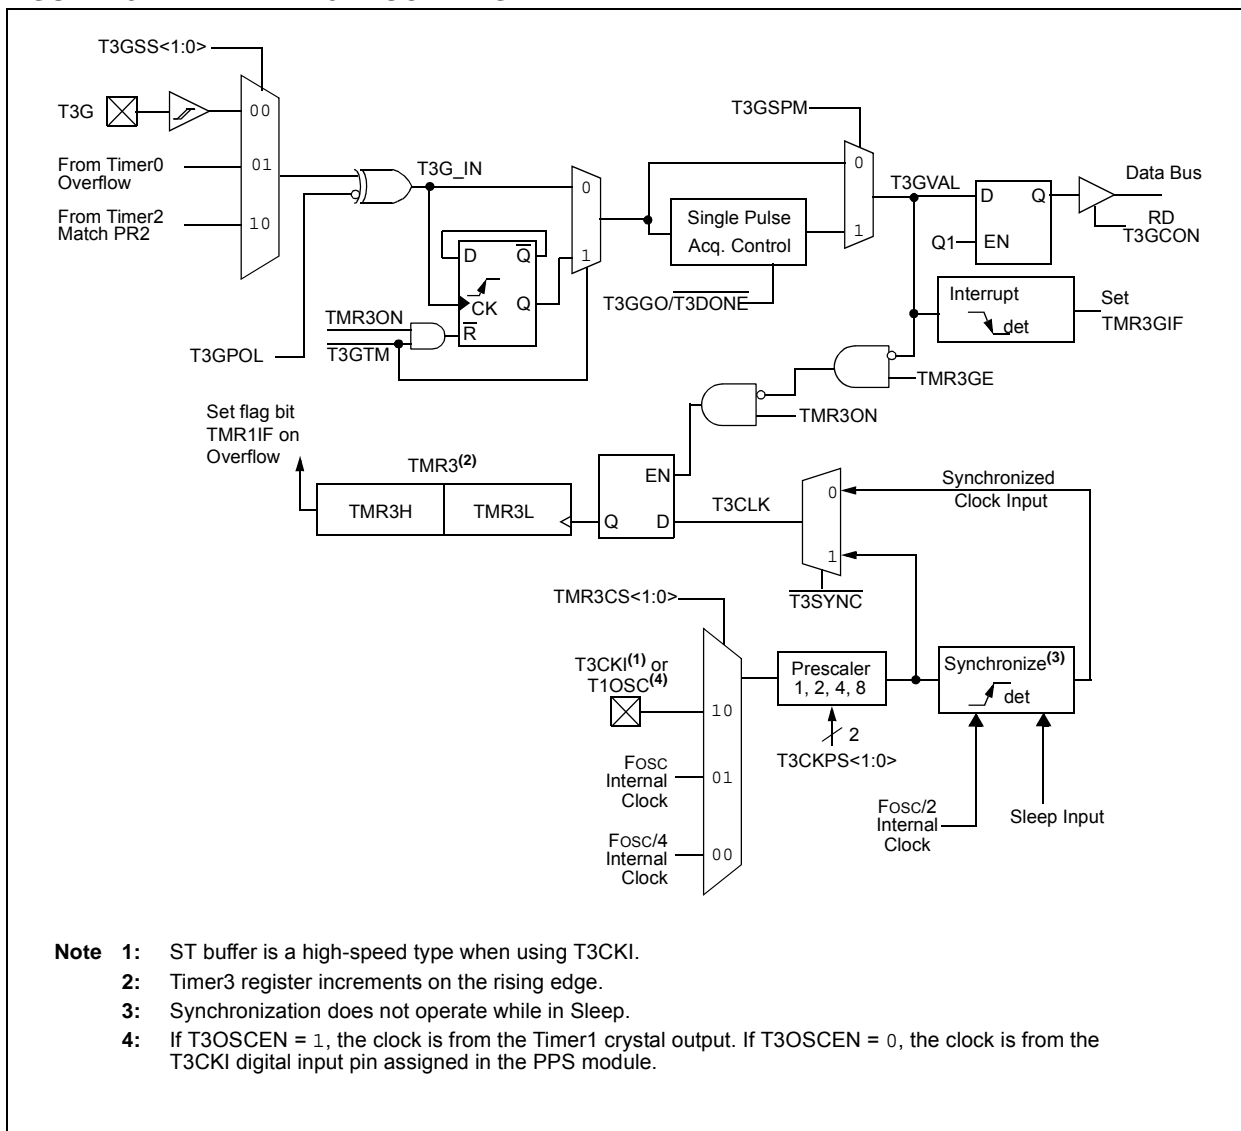 T3GSS<1:0>
T3G
00
From Timer0
Overflow
01
From Timer2
Match PR2
10
T3GPOL
T3G_IN
D
Q
CK
Q
R
TMR3ON
T3GTM
0
1
Single Pulse
Acq. Control
T3GGO/T3DONE
T3GSPM
0
1
T3GVAL
D
Q
Q1
EN
Data Bus
RD
T3GCON
Interrupt
det
Set
TMR3GIF
TMR3GE
TMR3ON
Set flag bit
TMR1IF on
Overflow
TMR3(2)
TMR3H
TMR3L
EN
Q
D
T3CLK
0
1
T3SYNC
Synchronized
Clock Input
TMR3CS<1:0>
T3CKI(1) or
T1OSC(4)
10
FOSC
Internal
Clock
01
FOSC/4
Internal
Clock
00
Prescaler
1, 2, 4, 8
2
T3CKPS<1:0>
Synchronize(3)
det
FOSC/2
Internal
Clock
Sleep Input
Note 1: ST buffer is a high-speed type when using T3CKI.
2: Timer3 register increments on the rising edge.
3: Synchronization does not operate while in Sleep.
4: If T3OSCEN = 1, the clock is from the Timer1 crystal output. If T3OSCEN = 0, the clock is from the
T3CKI digital input pin assigned in the PPS module.